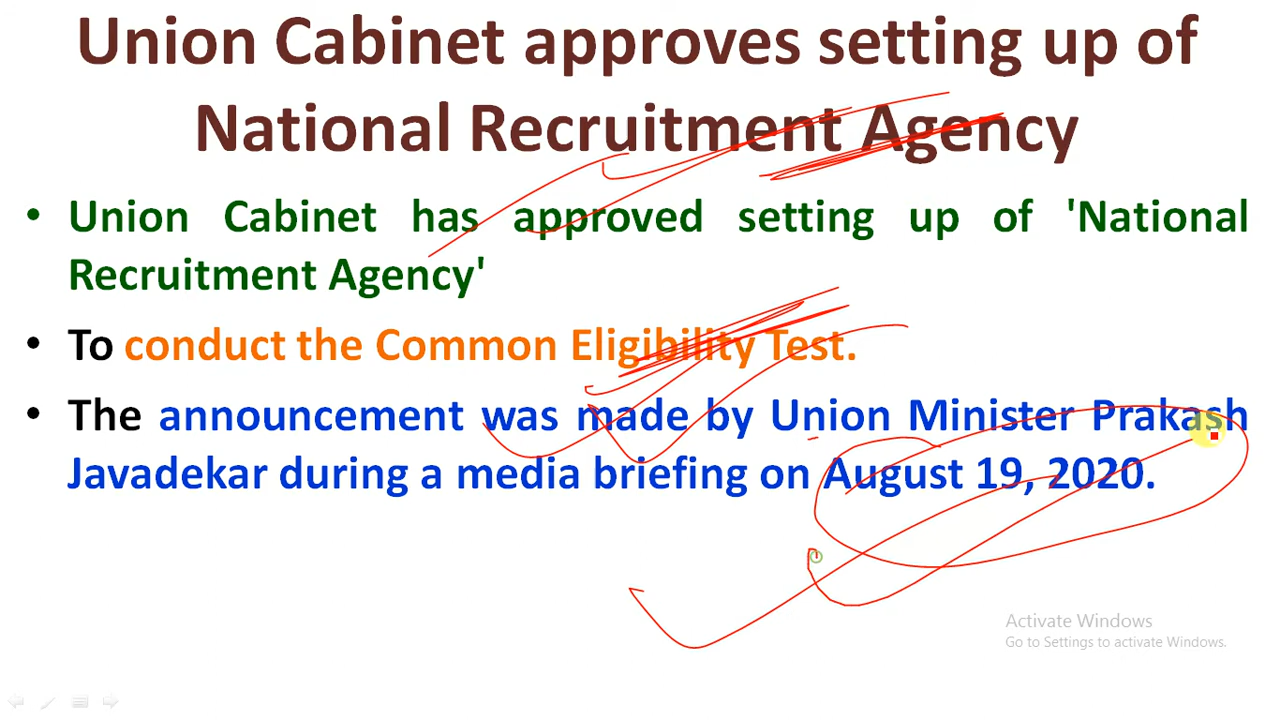 Union Cabinet approves setting up of
National Recruitment Agency
• Union Cabinet has approved setting up of 'National
Recruitment Agency'
• To conduct the Common Eligibility Test.
• The announcement was made by Union Minister Prakash
Javadekar during a media briefing on August 19, 2020.
Activate Windows
Go to Settings to activate Windows.